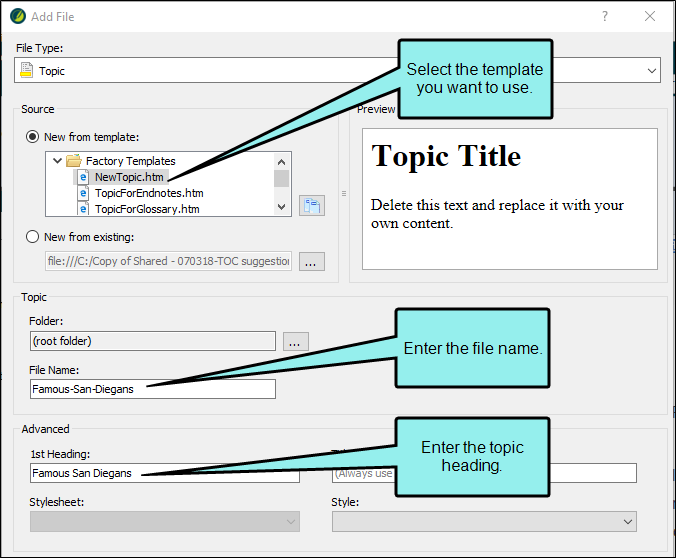 Add File
?
File Type:
Topic
Select the template
you want to use.
Source
New from template:
Factory Templates
NewTopic.htm
TopicForEndnotes.htm
TopicForGlossary.htm
New from existing:
file:///C:/Copy of Shared - 070318-TOC suggestion
...
Preview
Topic Title
Delete this text and replace it with your
own content.
Topic
Folder:
(root folder)
...
Enter the file name.
File Name:
Famous-San-Diegans
Advanced
Enter the topic
heading.
1st Heading:
Famous San Diegans
(Always use
Stylesheet:
Style: